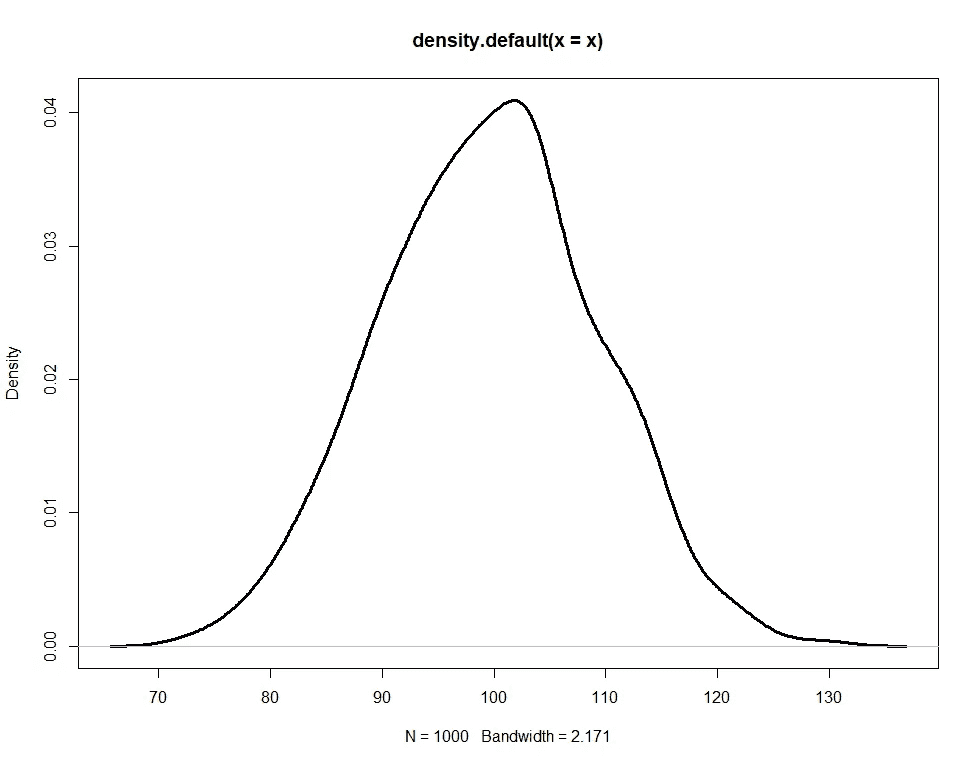 density.default(x = x)
Density
0.04
0.03
0.02
0.01
0.00
70 80 90 100 110 120 130
N = 1000 Bandwidth = 2.171